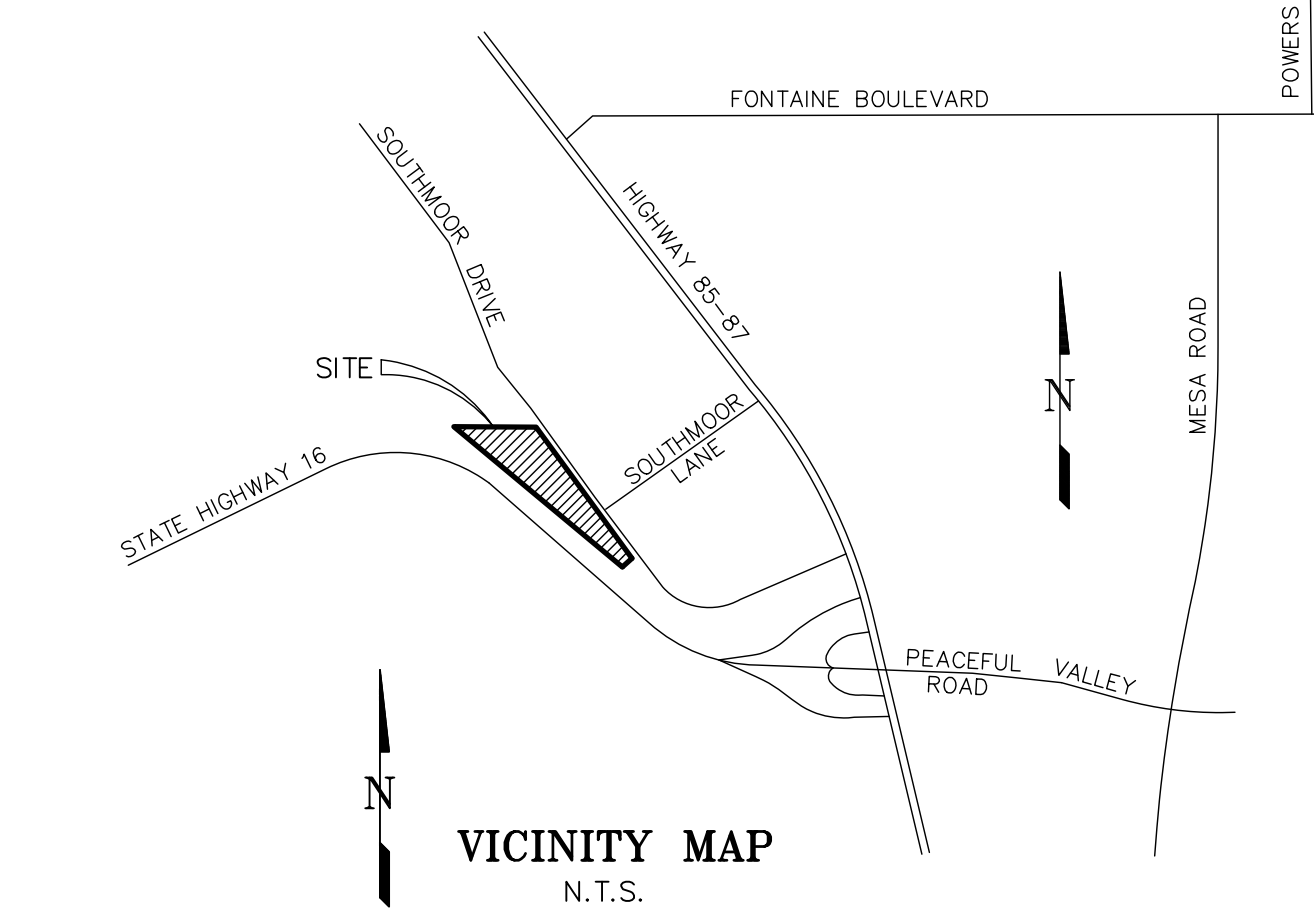 POWERS
FONTAINE BOULEVARD
SOUTHMOOR DRIVE
HIGHWAY 85-87
MESA ROAD
SITE
N
SOUTHMOOR
LANE
STATE HIGHWAY 16
PEACEFUL VALLEY
ROAD
N
VICINITY MAP
N.T.S.